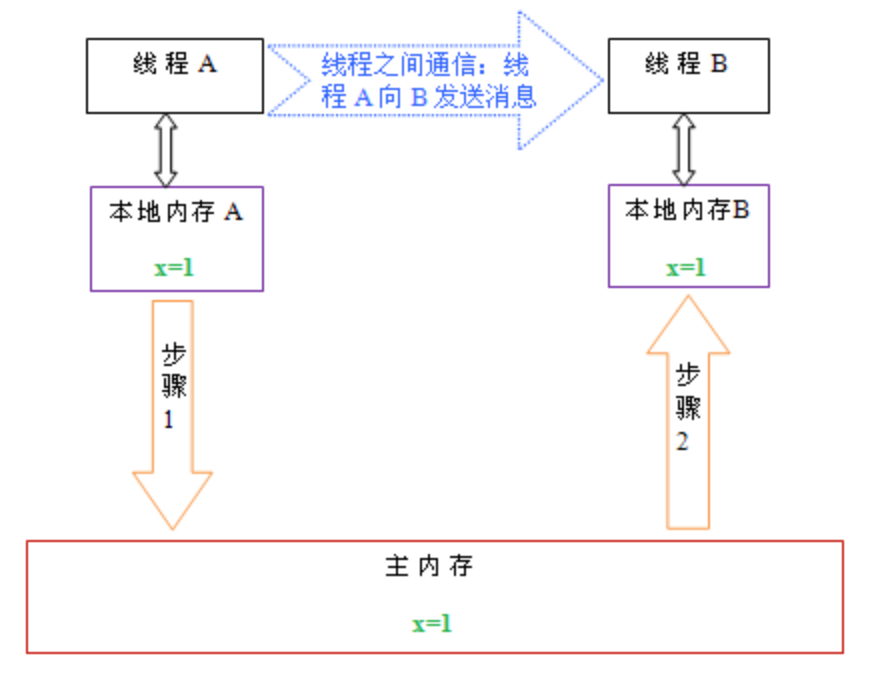 线程 A
线程之间通信：线
程 A 向 B 发送消息
线程 B
本地内存 A
x=1
本地内存B
x=1
步
骤
1
步
骤
2
主内存
x=1